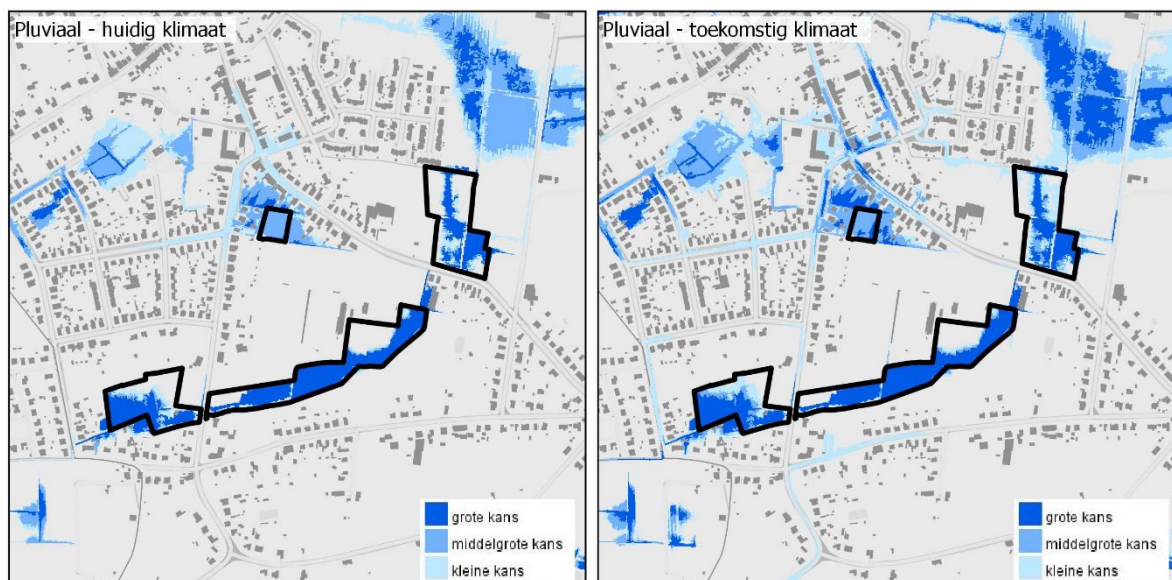 Pluviaal - huidig klimaat
grote kans
middelgrote kans
kleine kans
Pluviaal - toekomstig klimaat
grote kans
middelgrote kans
kleine kans